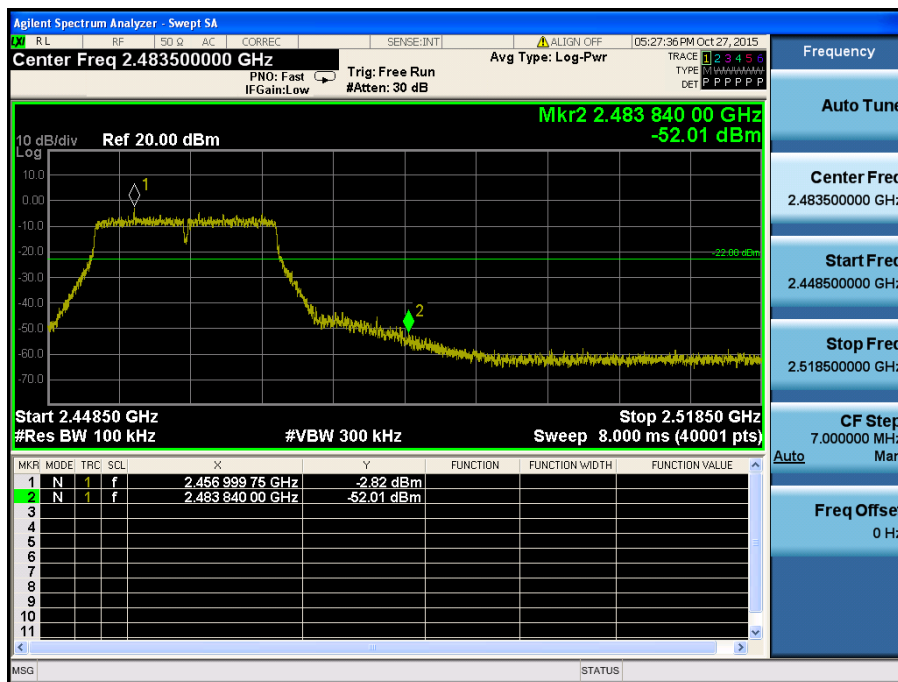 Agilent Spectrum Analyzer - Swept SA
LXI RL RF 50 Ω AC CORREC SENSE:INT ALIGN OFF 05:27:36 PM Oct 27, 2015
Center Freq 2.483500000 GHz
PNO: Fast
IFGain:Low
Trig: Free Run
#Atten: 30 dB
Avg Type: Log-Pwr
TRACE 1 2 3 4 5 6
TYPE M
DET P P P P P P
Mkr2 2.483 840 00 GHz
-52.01 dBm
10 dB/div Ref 20.00 dBm
Log
10.0
0.00
-10.0
-20.0
-30.0
-40.0
-50.0
-60.0
-70.0
1
2
-22.00 dBm
Start 2.44850 GHz Stop 2.51850 GHz
#Res BW 100 kHz #VBW 300 kHz Sweep 8.000 ms (40001 pts)
MKR MODE TRC SCL X Y FUNCTION FUNCTION WIDTH FUNCTION VALUE
1 N 1 f 2.456 999 75 GHz -2.82 dBm
2 N 1 f 2.483 840 00 GHz -52.01 dBm
3
4
5
6
7
8
9
10
11
MSG STATUS
Frequency
Auto Tune
Center Freq
2.483500000 GHz
Start Freq
2.448500000 GHz
Stop Freq
2.518500000 GHz
CF Step
7.000000 MHz
Auto Man
Freq Offset
0 Hz